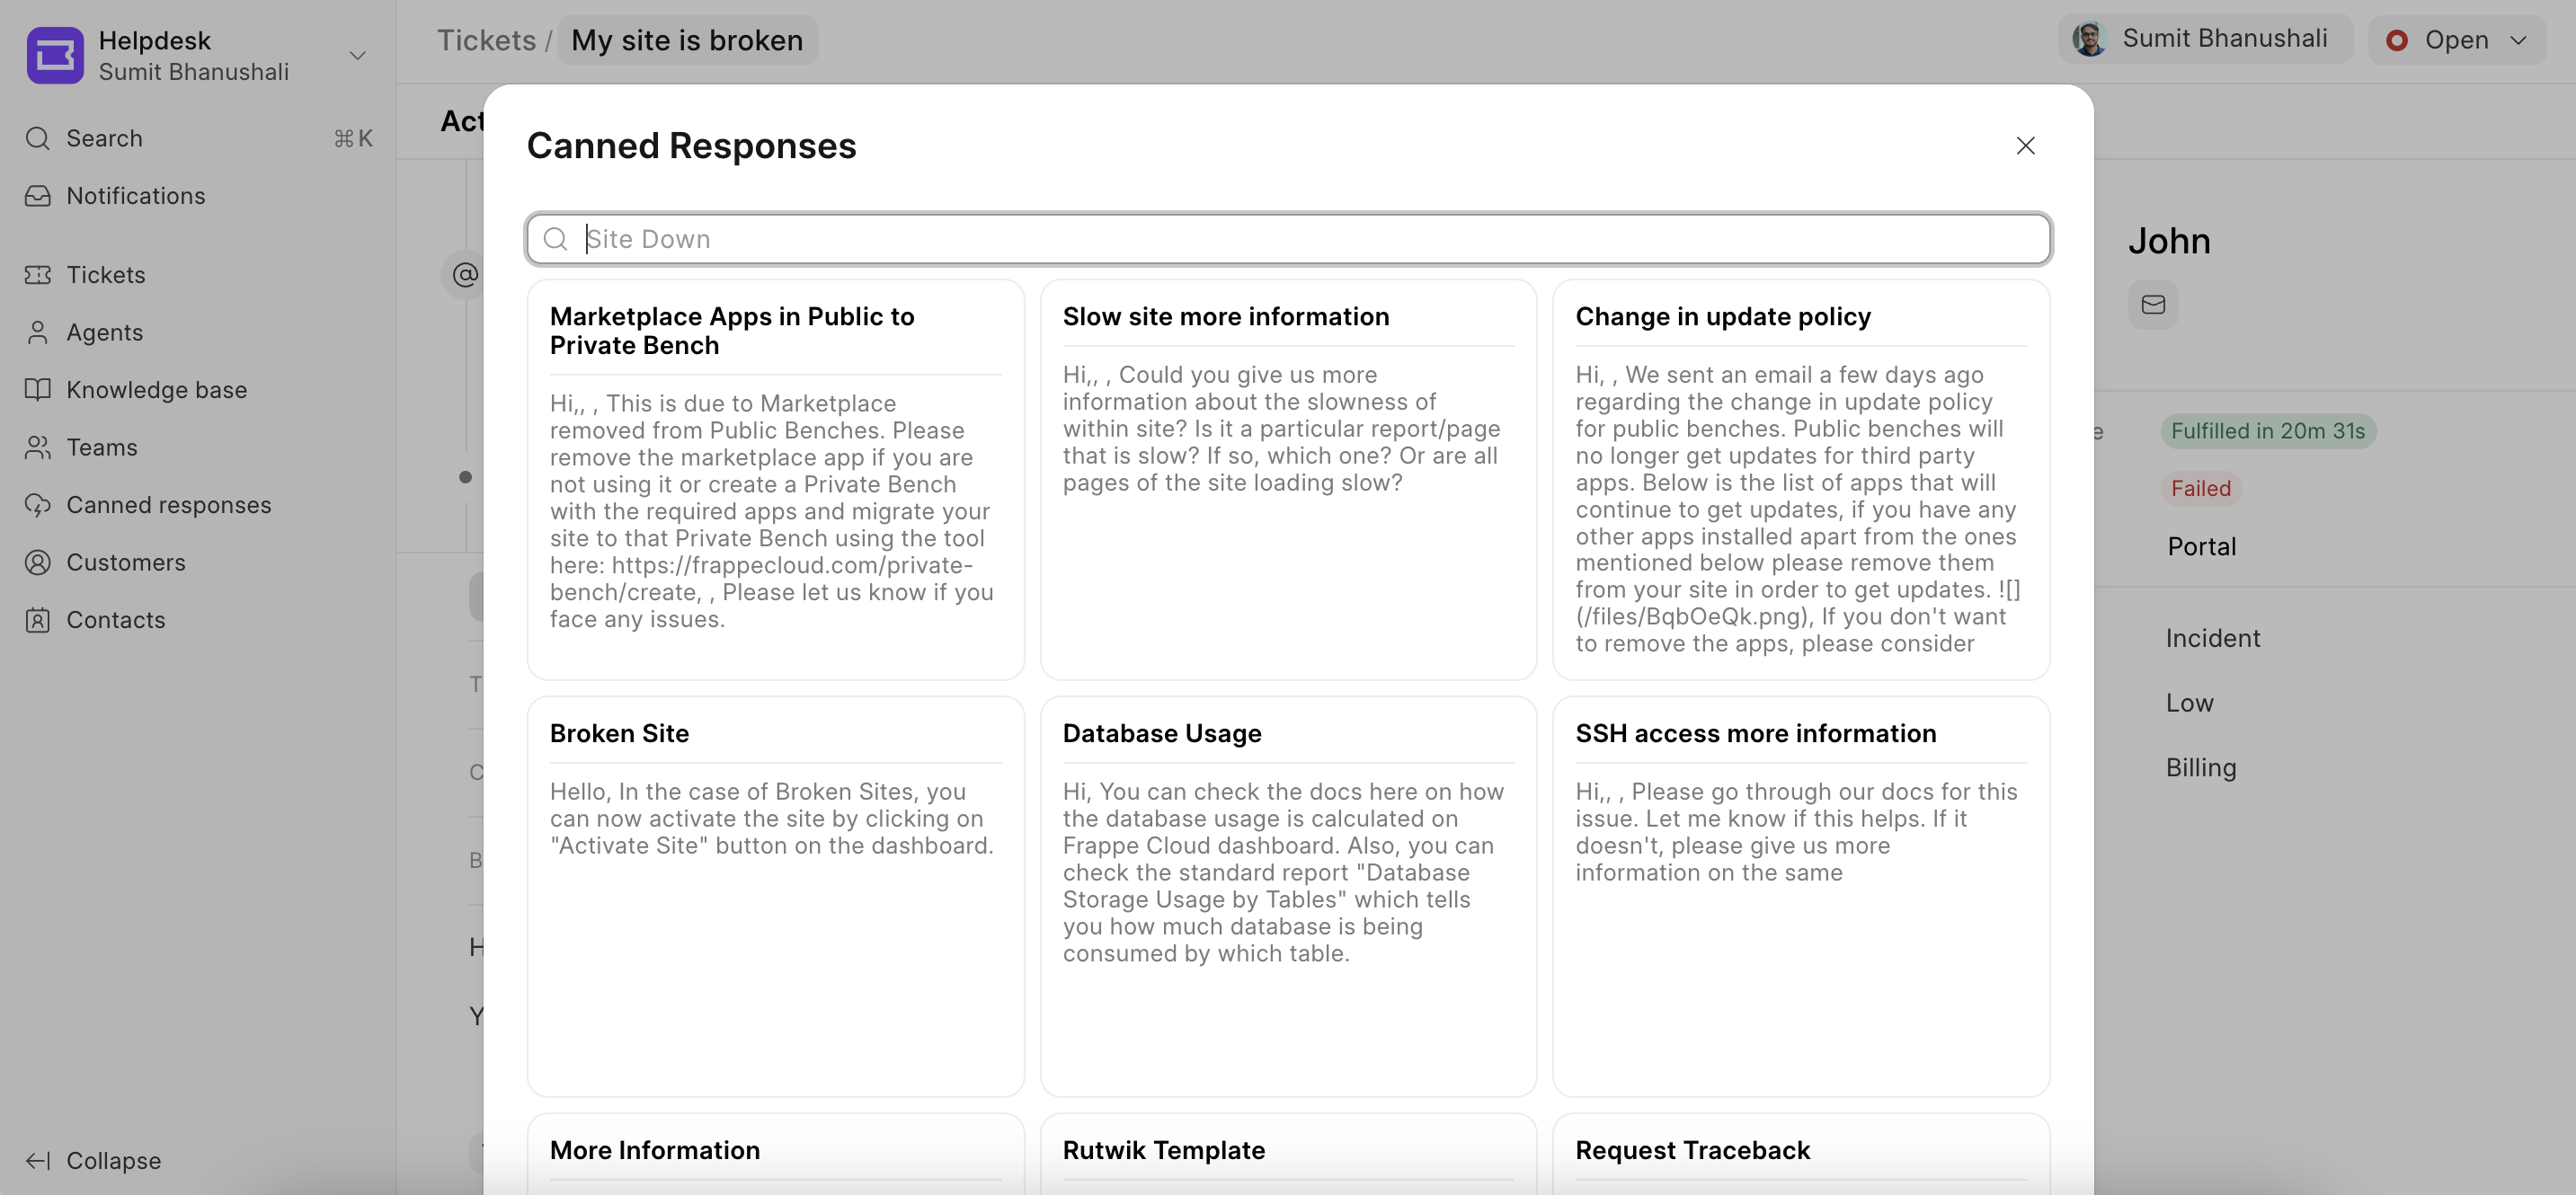 Helpdesk
Sumit Bhanushali
Search ⌘K
Notifications
Tickets
Agents
Knowledge base
Teams
Canned responses
Customers
Contacts
Collapse
Tickets / My site is broken
Sumit Bhanushali
Open
Act
@
Canned Responses
Site Down
Marketplace Apps in Public to
Private Bench
Hi,, , This is due to Marketplace
removed from Public Benches. Please
remove the marketplace app if you are
not using it or create a Private Bench
with the required apps and migrate your
site to that Private Bench using the tool
here: https://frappecloud.com/private-
bench/create, , Please let us know if you
face any issues.
Slow site more information
Hi,, , Could you give us more
information about the slowness of
within site? Is it a particular report/page
that is slow? If so, which one? Or are all
pages of the site loading slow?
Change in update policy
Hi, , We sent an email a few days ago
regarding the change in update policy
for public benches. Public benches will
no longer get updates for third party
apps. Below is the list of apps that will
continue to get updates, if you have any
other apps installed apart from the ones
mentioned below please remove them
from your site in order to get updates. ![]
(/files/BqbOeQk.png), If you don't want
to remove the apps, please consider
Broken Site
Hello, In the case of Broken Sites, you
can now activate the site by clicking on
"Activate Site" button on the dashboard.
Database Usage
Hi, You can check the docs here on how
the database usage is calculated on
Frappe Cloud dashboard. Also, you can
check the standard report "Database
Storage Usage by Tables" which tells
you how much database is being
consumed by which table.
SSH access more information
Hi,, , Please go through our docs for this
issue. Let me know if this helps. If it
doesn't, please give us more
information on the same
More Information
Rutwik Template
Request Traceback
T
C
B
H
Y
John
e
Fulfilled in 20m 31s
Failed
Portal
Incident
Low
Billing